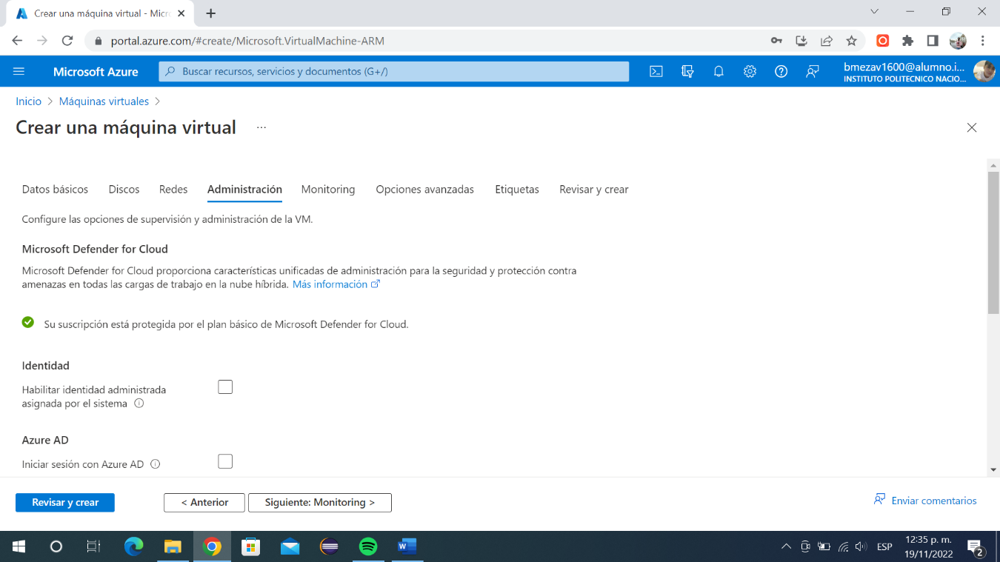 Crear una máquina virtual - Micr
portal.azure.com/#create/Microsoft.VirtualMachine-ARM
Microsoft Azure
Buscar recursos, servicios y documentos (G+/)
bmezav1600@alumno.i...
INSTITUTO POLITECNICO NACIO...
Inicio > Máquinas virtuales >
Crear una máquina virtual ...
Datos básicos Discos Redes Administración Monitoring Opciones avanzadas Etiquetas Revisar y crear
Configure las opciones de supervisión y administración de la VM.
Microsoft Defender for Cloud
Microsoft Defender for Cloud proporciona características unificadas de administración para la seguridad y protección contra
amenazas en todas las cargas de trabajo en la nube híbrida. Más información
Su suscripción está protegida por el plan básico de Microsoft Defender for Cloud.
Identidad
Habilitar identidad administrada
asignada por el sistema
Azure AD
Iniciar sesión con Azure AD
Revisar y crear
< Anterior
Siguiente: Monitoring >
Enviar comentarios
ESP
12:35 p. m.
19/11/2022
2